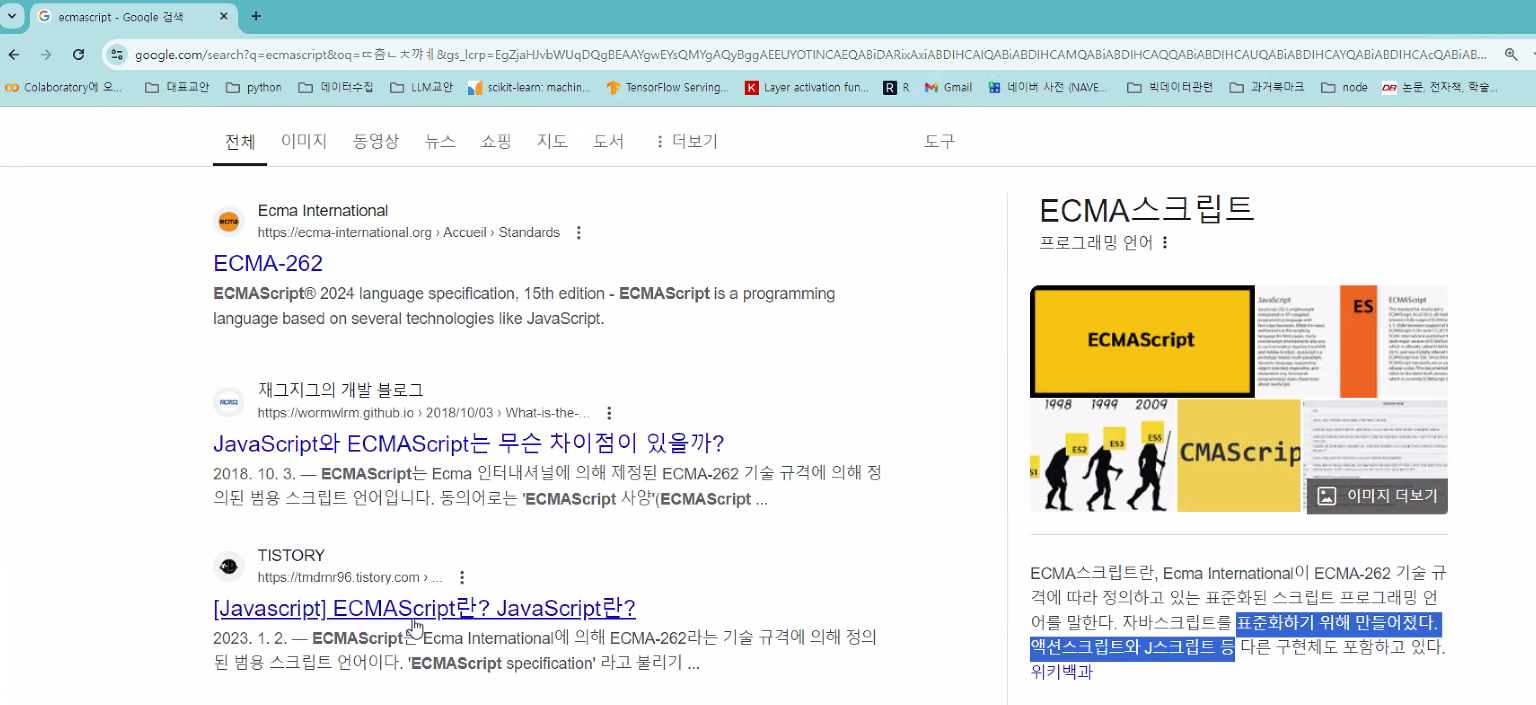 ecmascript - Google 검색
google.com/search?q=ecmascript&oq=
Colaboratory에 오...
대표교안
python
데이터수집
LLM교안
scikit-learn: machin...
TensorFlow Serving...
K
Layer activation fun...
R
R
Gmail
네이버 사전 (NAVE...
빅데이터관련
과거북마크
node
DB
논문, 전자책, 학술...
전체
이미지
동영상
뉴스
쇼핑
지도
도서
더보기
도구
ecma
Ecma International
https://ecma-international.org › Accueil › Standards
ECMA-262
ECMAScript® 2024 language specification, 15th edition - ECMAScript is a programming
language based on several technologies like JavaScript.
재그지그의 개발 블로그
https://wormwlrm.github.io › 2018/10/03 › What-is-the-...
JavaScript와 ECMAScript는 무슨 차이점이 있을까?
2018. 10. 3. — ECMAScript는 Ecma 인터내셔널에 의해 제정된 ECMA-262 기술 규격에 의해 정
의된 범용 스크립트 언어입니다. 동의어로는 'ECMAScript 사양'(ECMAScript ...
TISTORY
https://tmdrnr96.tistory.com › ...
[Javascript] ECMAScript란? JavaScript란?
2023. 1. 2. — ECMAScript는 Ecma International에 의해 ECMA-262라는 기술 규격에 의해 정의
된 범용 스크립트 언어이다. 'ECMAScript specification' 라고 불리기 ...
ECMA스크립트
프로그래밍 언어
ECMAScript
JavaScript
ES
ECMAScript
1998 1999 2009
S1
ES2
ES3
ES5
CMAScrip
이미지 더보기
ECMA스크립트란, Ecma International이 ECMA-262 기술 규
격에 따라 정의하고 있는 표준화된 스크립트 프로그래밍 언
어를 말한다. 자바스크립트를 표준화하기 위해 만들어졌다.
액션스크립트와 J스크립트 등 다른 구현체도 포함하고 있다.
위키백과